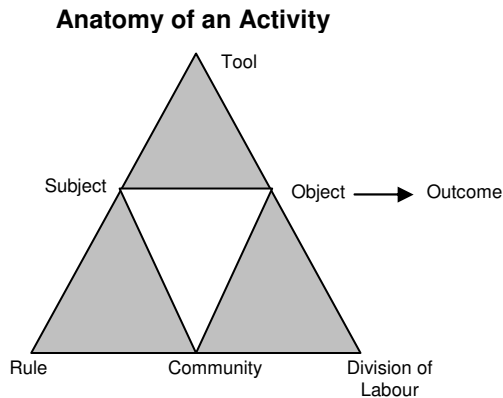 Anatomy of an Activity
Tool
Subject
Object
Outcome
Rule
Community
Division of
Labour